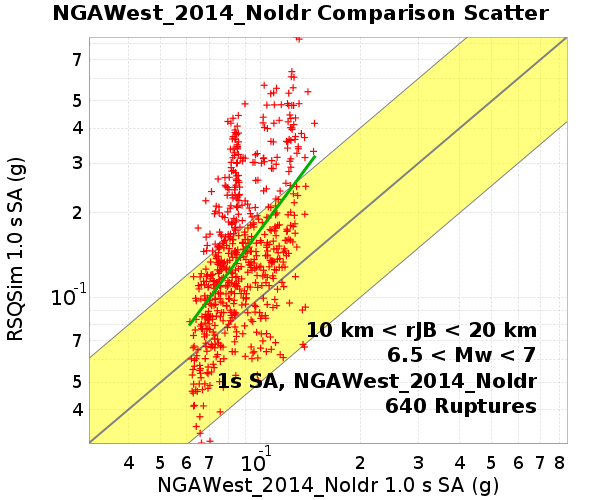 NGAWest_2014_NoIdr Comparison Scatter
RSQSim 1.0 s SA (g)
7
5
4
3
2
10-1
7
5
4
10 km < rJB < 20 km
6.5 < Mw < 7
1s SA, NGAWest_2014_NoIdr
640 Ruptures
4 5 6 7 10-1 2 3 4 5 6 7 8
NGAWest_2014_NoIdr 1.0 s SA (g)